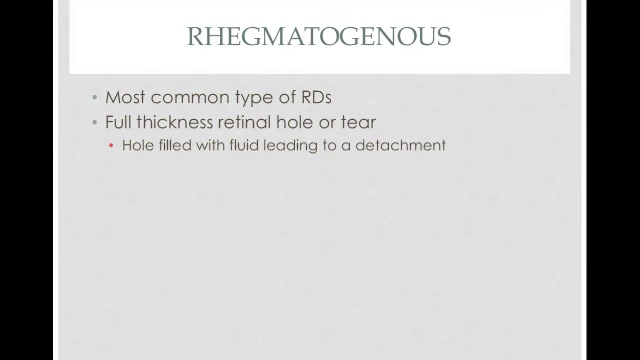 RHEGMATOGENOUS
• Most common type of RDs
• Full thickness retinal hole or tear
• Hole filled with fluid leading to a detachment